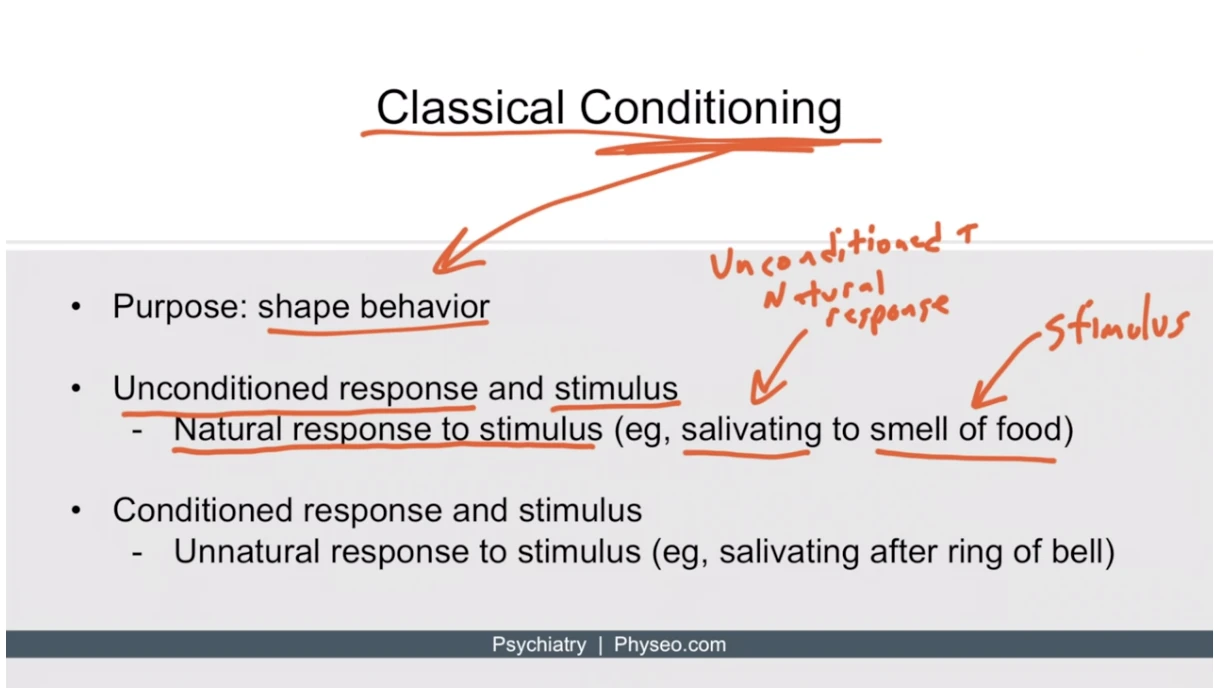 Classical Conditioning
Unconditioned +
Natural
response
stimulus
• Purpose: shape behavior
• Unconditioned response and stimulus
- Natural response to stimulus (eg, salivating to smell of food)
• Conditioned response and stimulus
- Unnatural response to stimulus (eg, salivating after ring of bell)
Psychiatry | Physeo.com